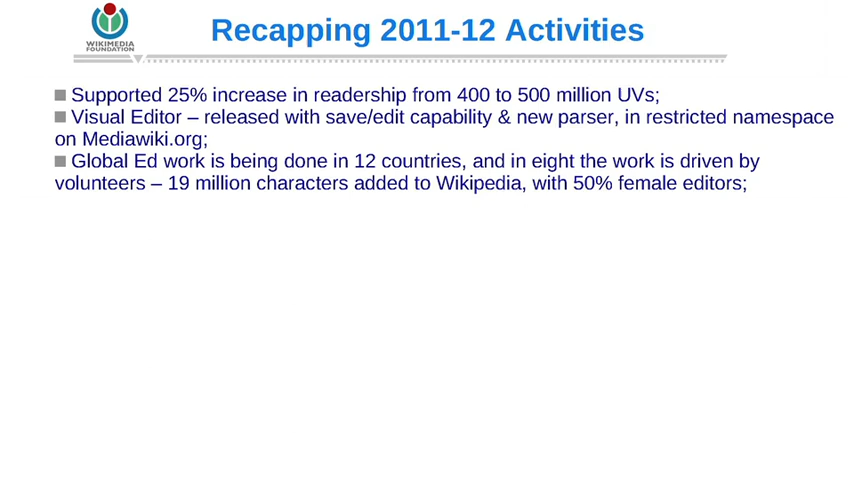 WIKIMEDIA
FOUNDATION
Recapping 2011-12 Activities
Supported 25% increase in readership from 400 to 500 million UVs;
Visual Editor – released with save/edit capability & new parser, in restricted namespace
on Mediawiki.org;
Global Ed work is being done in 12 countries, and in eight the work is driven by
volunteers – 19 million characters added to Wikipedia, with 50% female editors;